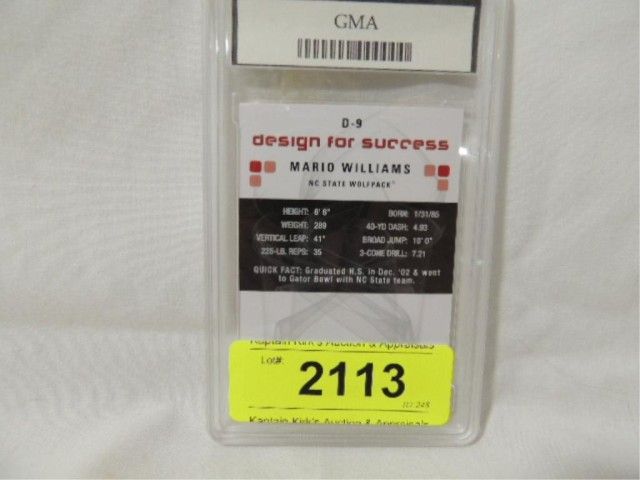 GMA
D-9
design for success
MARIO WILLIAMS
NC STATE WOLFPACK
HEIGHT: 6' 6" BORN: 1/31/85
WEIGHT: 289 40-YD DASH: 4.93
VERTICAL LEAP: 41" BROAD JUMP: 10' 0"
225-LB. REPS: 35 3-CONE DRILL: 7.21
QUICK FACT: Graduated H.S. in Dec. '02 & went
to Gator Bowl with NC State team.
Kaptain Kirk's Auction & Appraisals
Lot#:
2113
ID: 248
Kaptain Kirk's Auction & Appraisals